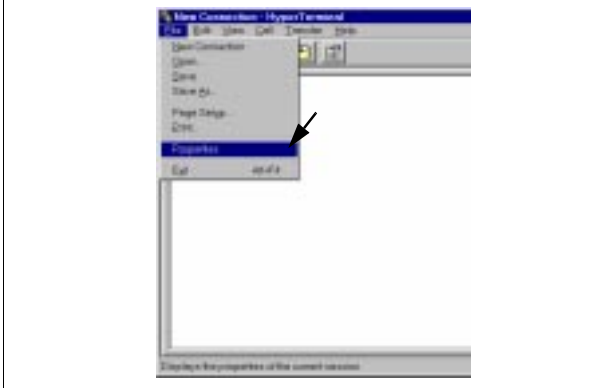 New Connection - HyperTerminal
File Edit View Call Transfer Help
New Connection
Open...
Save
Save As...
Page Setup...
Print...
Properties
Exit Alt+F4
Displays the properties of the current session